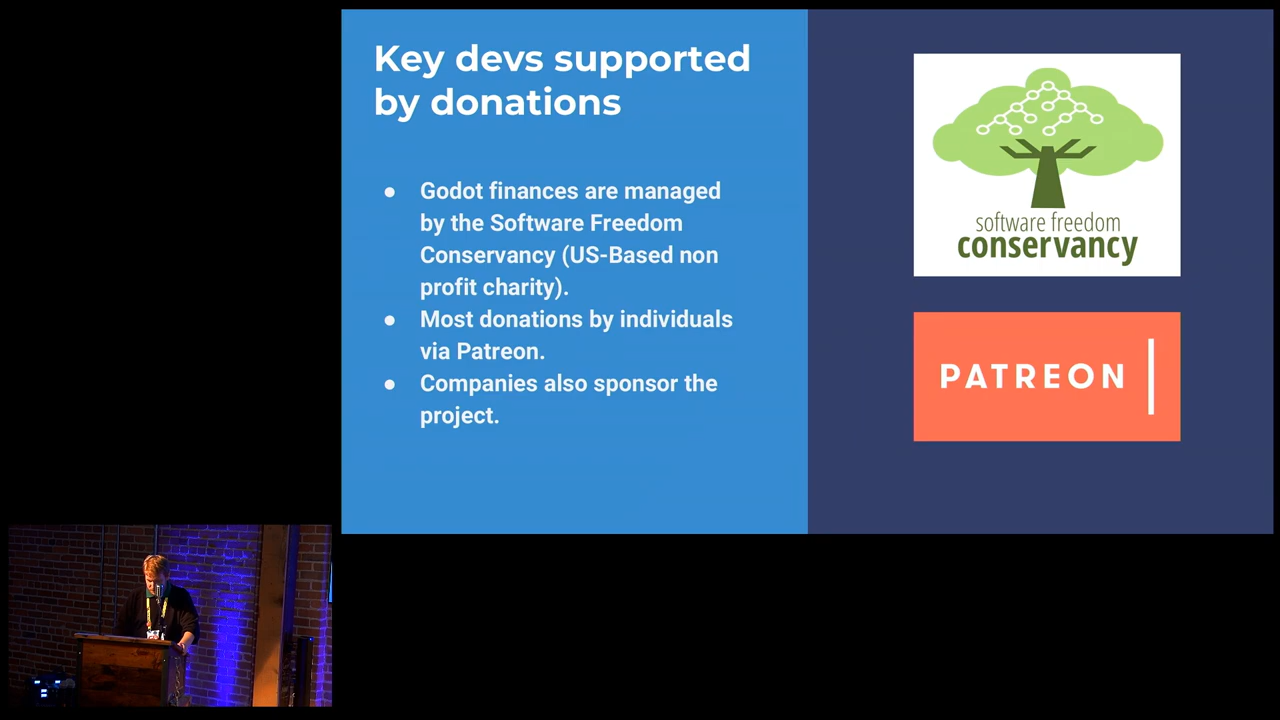 Key devs supported
by donations
● Godot finances are managed
by the Software Freedom
Conservancy (US-Based non
profit charity).
● Most donations by individuals
via Patreon.
● Companies also sponsor the
project.
software freedom
conservancy
PATREON